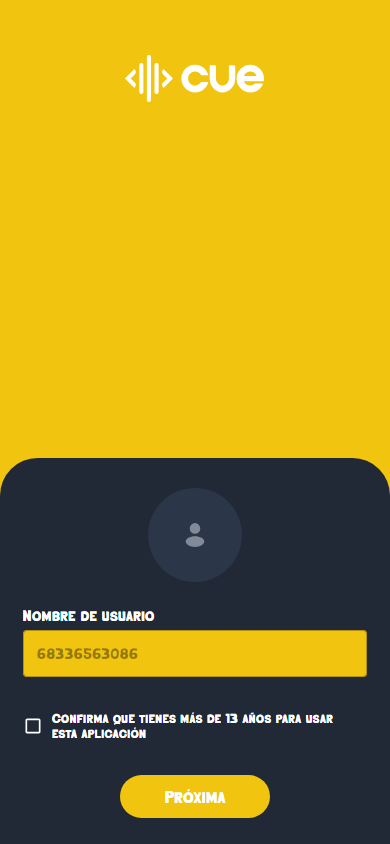 cue
Nombre de usuario
68336563086
Confirma que tienes más de 13 años para usar
esta aplicación
Próxima